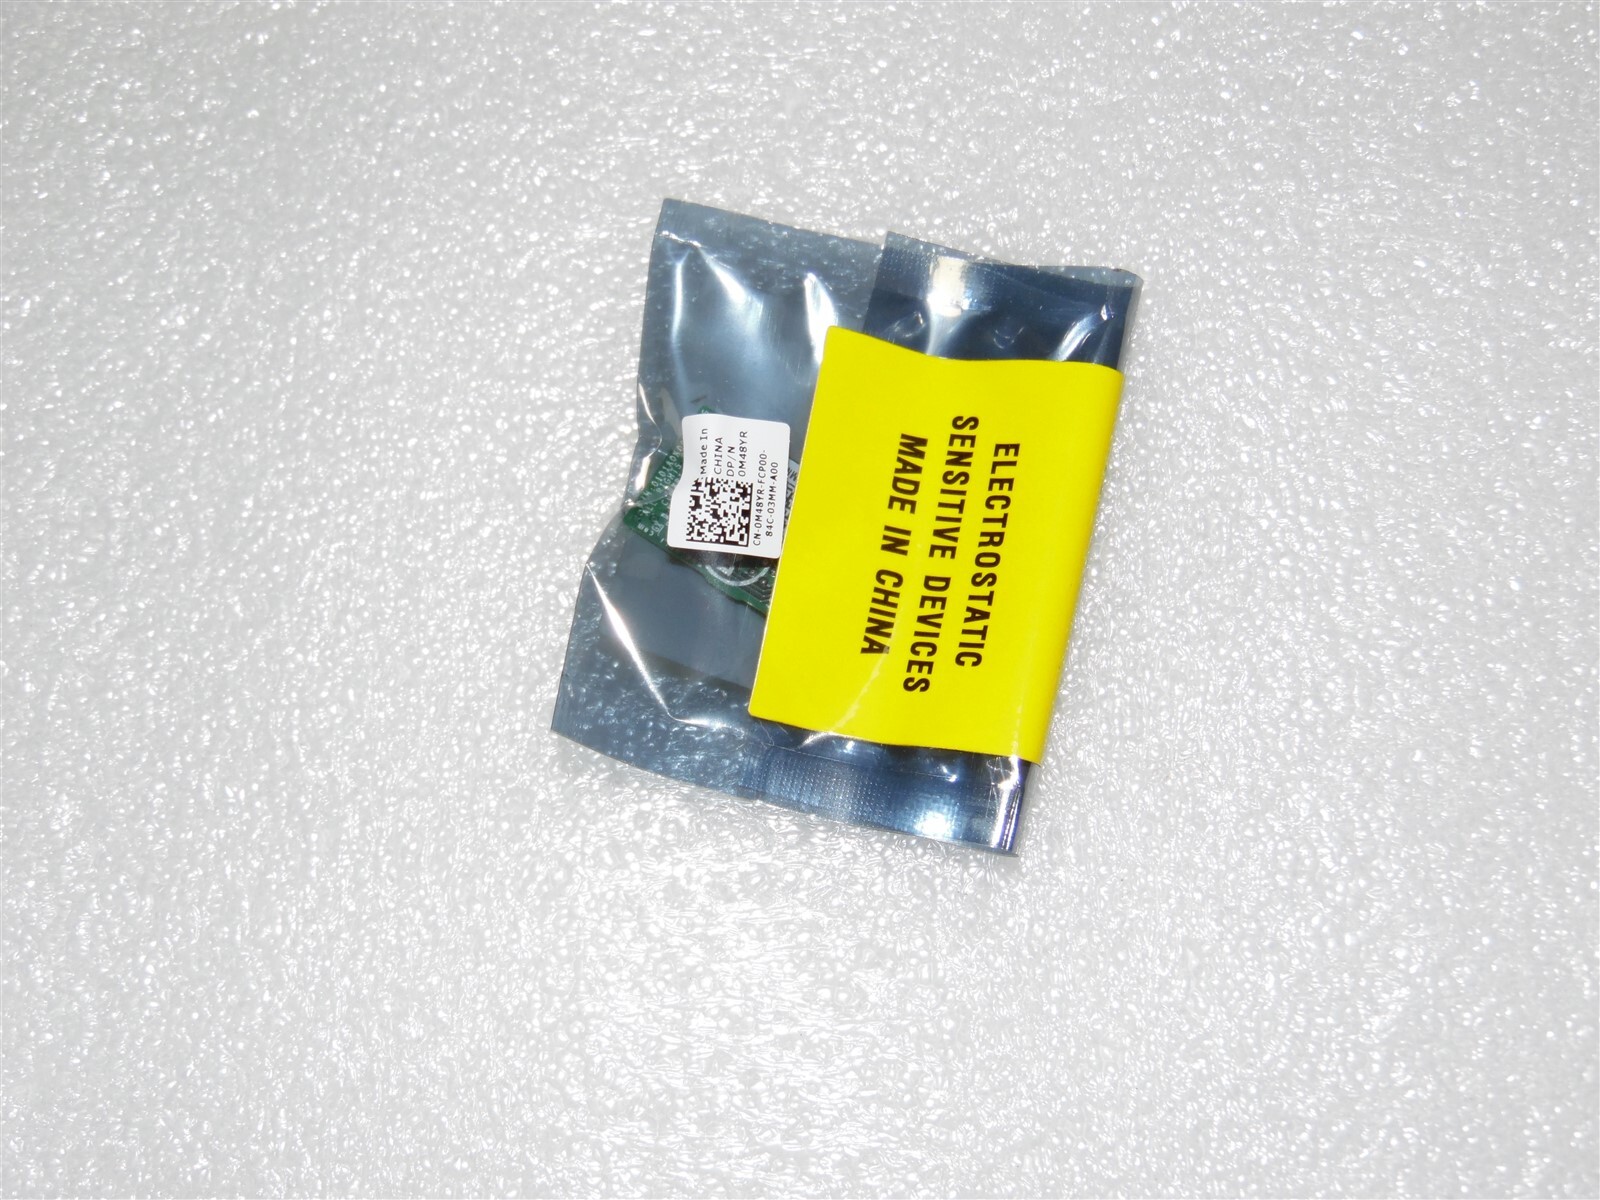 ELECTROSTATIC
SENSITIVE DEVICES
MADE IN CHINA
Made In
CHINA
DP/N
0M48YR
CN-0M48YR-FCP00-
84C-03MM-A00